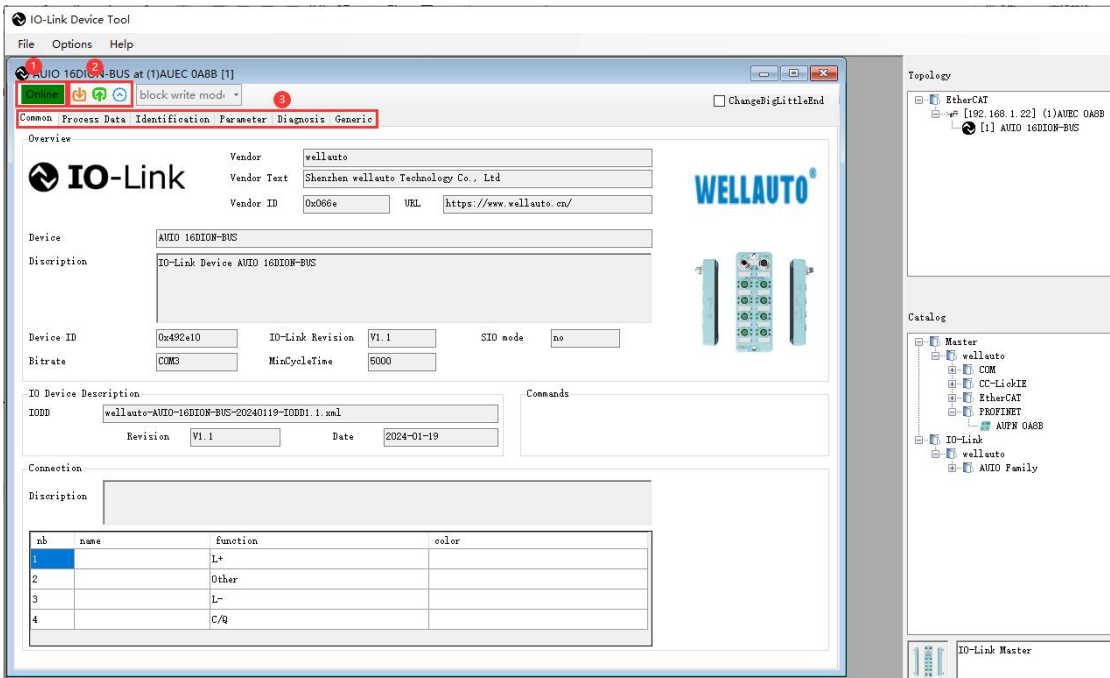 IO-Link Device Tool
File Options Help
1 2
AUIO 16DION-BUS at (1)AUEC 0A8B [1]
Online block write mod
3
ChangeBigLittleEnd
Common Process Data Identification Parameter Diagnosis Generic
Overview
IO-Link
Vendor wellauto
Vendor Text Shenzhen wellauto Technology Co., Ltd
Vendor ID 0x066e URL https://www.wellauto.cn/
WELLAUTO®
Device AUIO 16DION-BUS
Discription IO-Link Device AUIO 16DION-BUS
Device ID 0x492e10 IO-Link Revision V1.1 SIO mode no
Bitrate COM3 MinCycleTime 5000
IO Device Description
IODD wellauto-AUIO-16DION-BUS-20240119-IODD1.1.xml
Revision V1.1 Date 2024-01-19
Commands
Connection
Discription
nb name function color
1 L+
2 Other
3 L-
4 C/Q
Topology
EtherCAT
[192.168.1.22] (1)AUEC 0A8B
[1] AUIO 16DION-BUS
Catalog
Master
wellauto
COM
CC-LickIE
EtherCAT
PROFINET
AUPN 0A8B
IO-Link
wellauto
AUIO Family
IO-Link Master